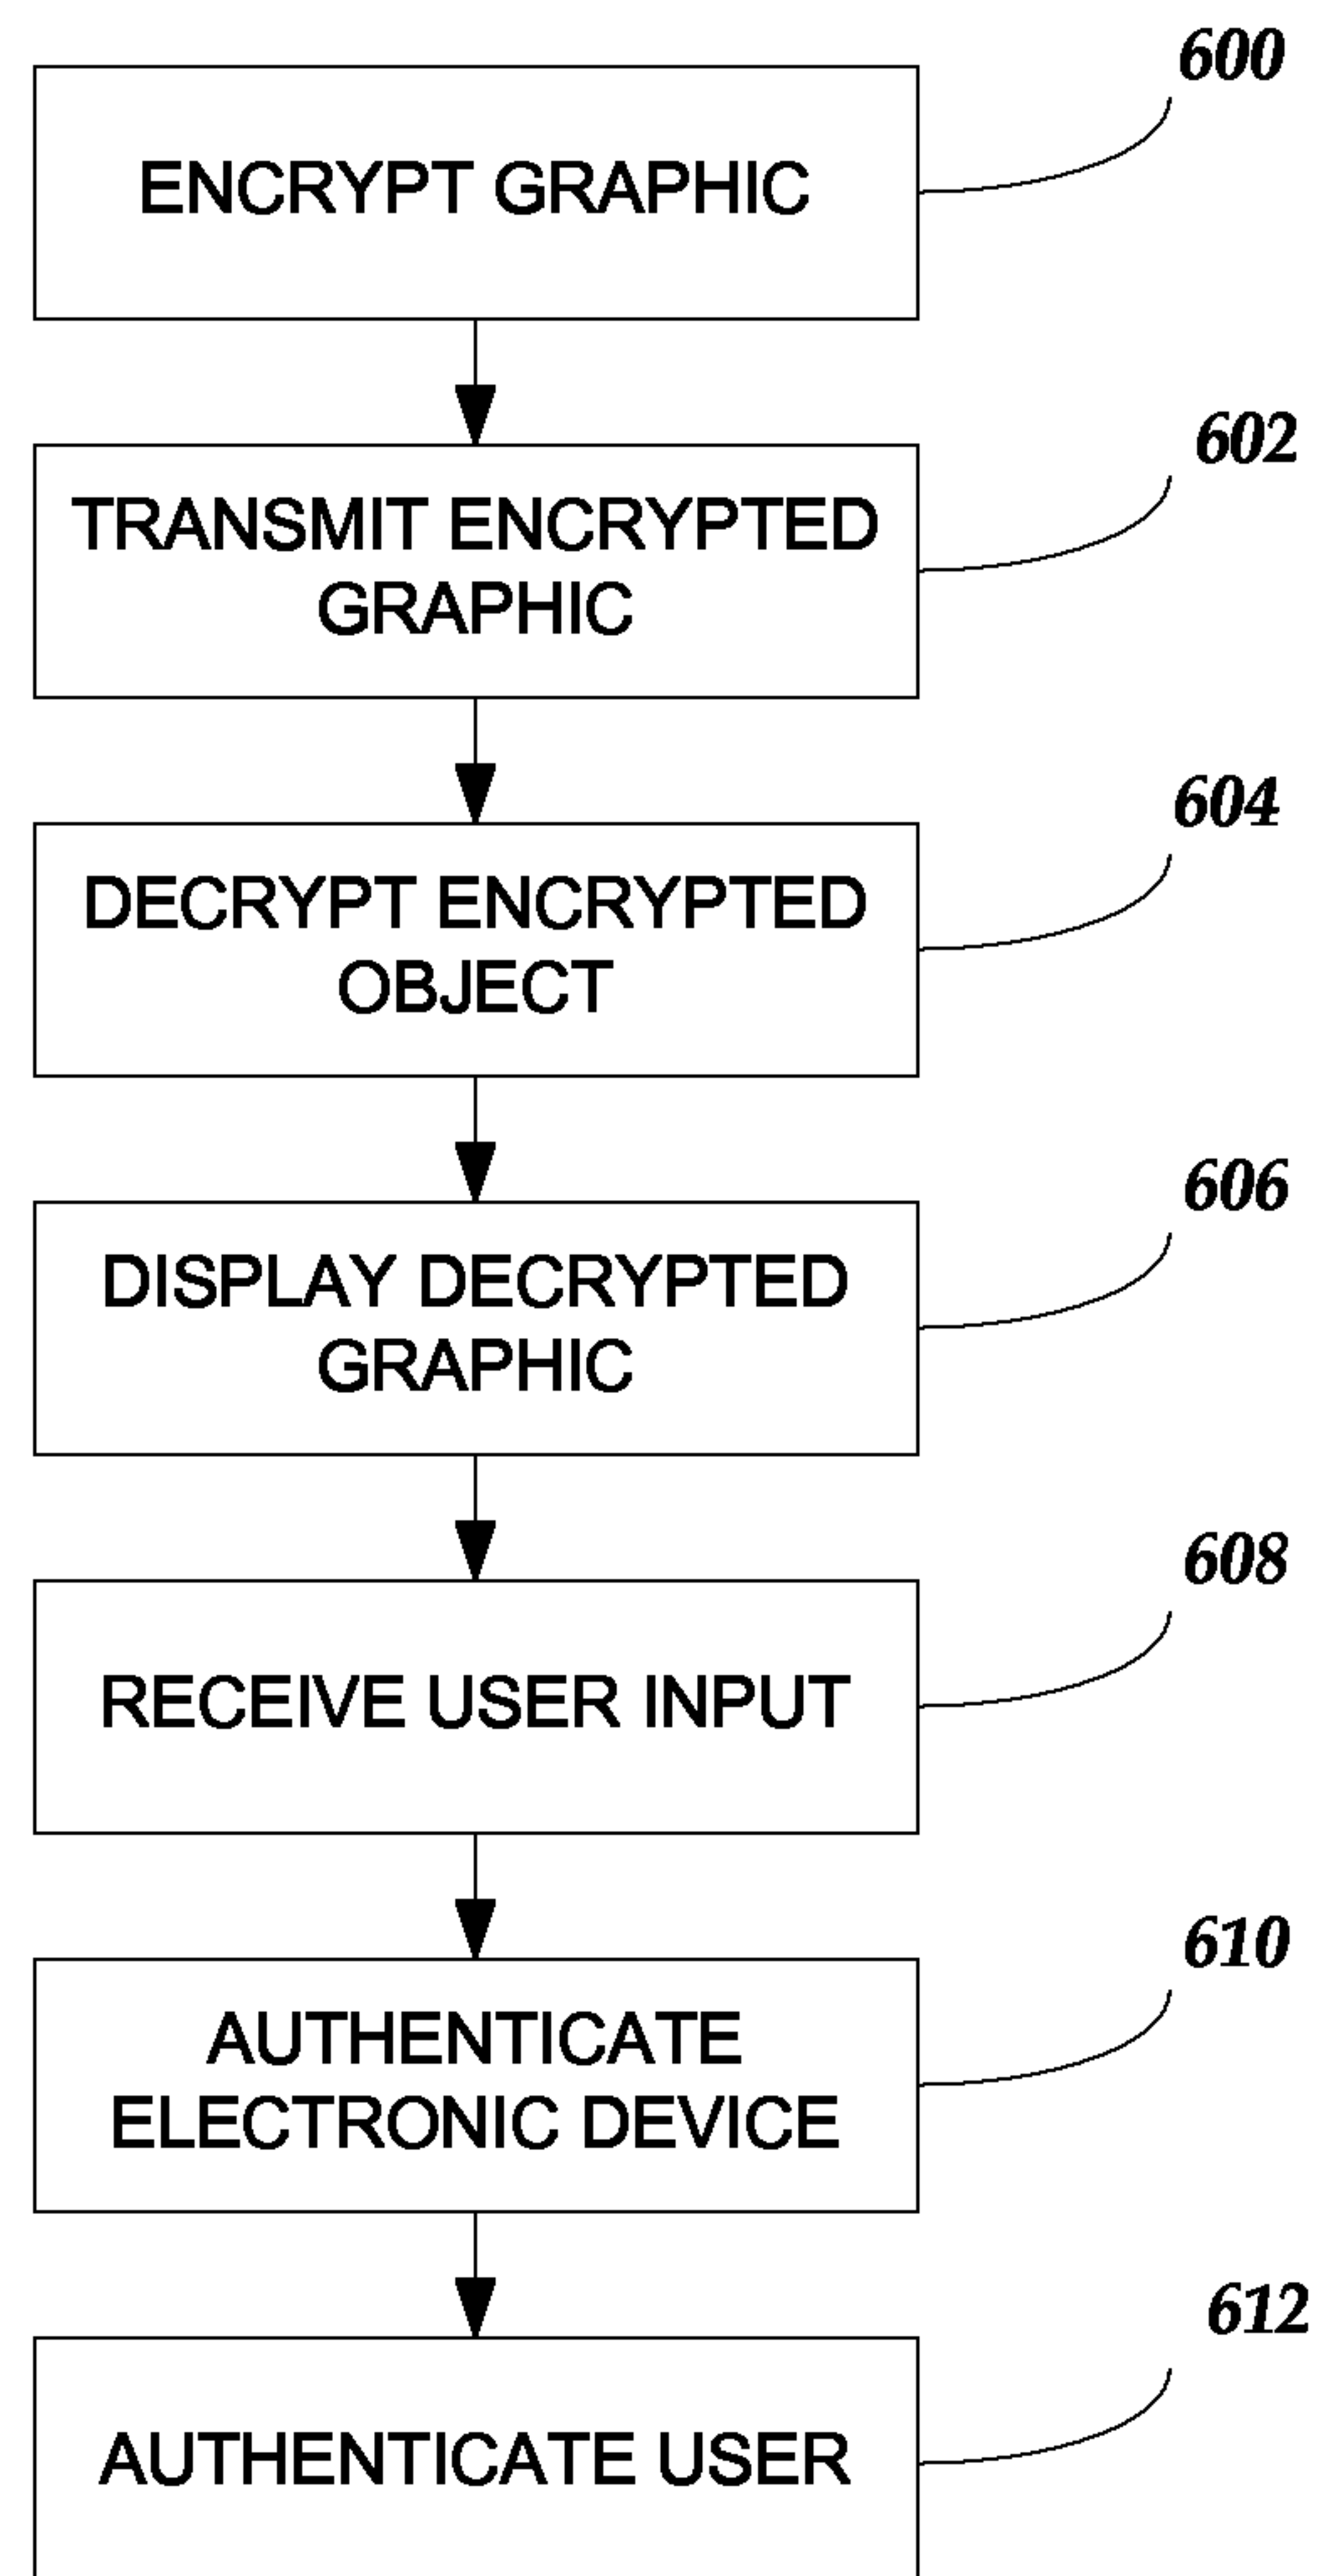 600
ENCRYPT GRAPHIC
602
TRANSMIT ENCRYPTED
GRAPHIC
604
DECRYPT ENCRYPTED
OBJECT
606
DISPLAY DECRYPTED
GRAPHIC
608
RECEIVE USER INPUT
610
AUTHENTICATE
ELECTRONIC DEVICE
612
AUTHENTICATE USER